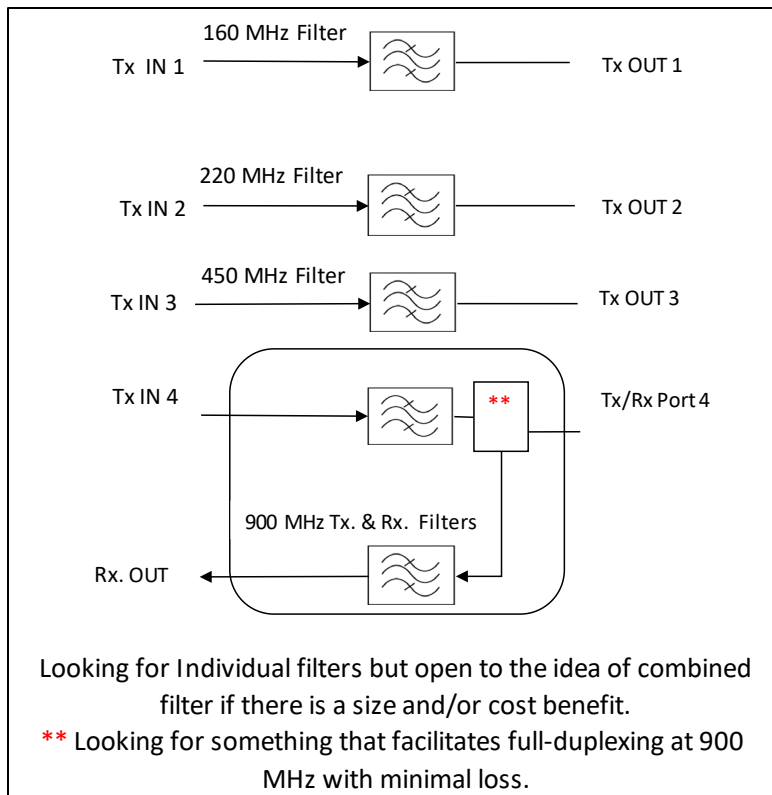 160 MHz Filter
Tx IN 1
Tx OUT 1
220 MHz Filter
Tx IN 2
Tx OUT 2
450 MHz Filter
Tx IN 3
Tx OUT 3
Tx IN 4
**
Tx/Rx Port 4
900 MHz Tx. & Rx. Filters
Rx. OUT
Looking for Individual filters but open to the idea of combined
filter if there is a size and/or cost benefit.
** Looking for something that facilitates full-duplexing at 900
MHz with minimal loss.